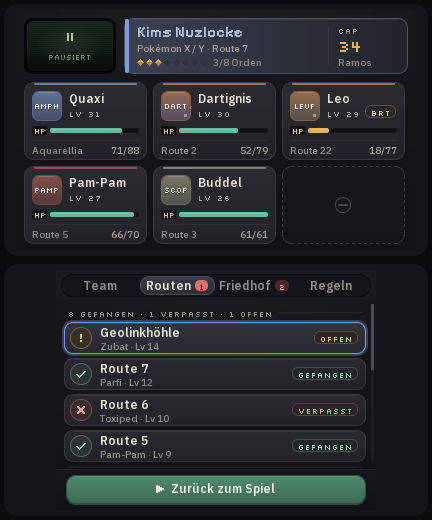 PAUSIERT
Kims Nuzlocke
Pokémon X / Y · Route 7
3/8 Orden
CAP
34
Ramos
AMPH
Quaxi
LV 31
HP
Aquarellia 71/88
DART
Dartignis
LV 30
HP
Route 2 52/79
LEUF
Leo
LV 29 BRT
HP
Route 22 18/77
PAMP
Pam-Pam
LV 27
HP
Route 5 66/70
SCOP
Buddel
LV 26
HP
Route 3 61/61
Team Routen 1 Friedhof 2 Regeln
8 GEFANGEN · 1 VERPASST · 1 OFFEN
! Geolinkhöhle
Zubat · Lv 14
OFFEN
Route 7
Parfi · Lv 12
GEFANGEN
Route 6
Toxiped · Lv 10
VERPASST
Route 5
Pam-Pam · Lv 9
GEFANGEN
Zurück zum Spiel